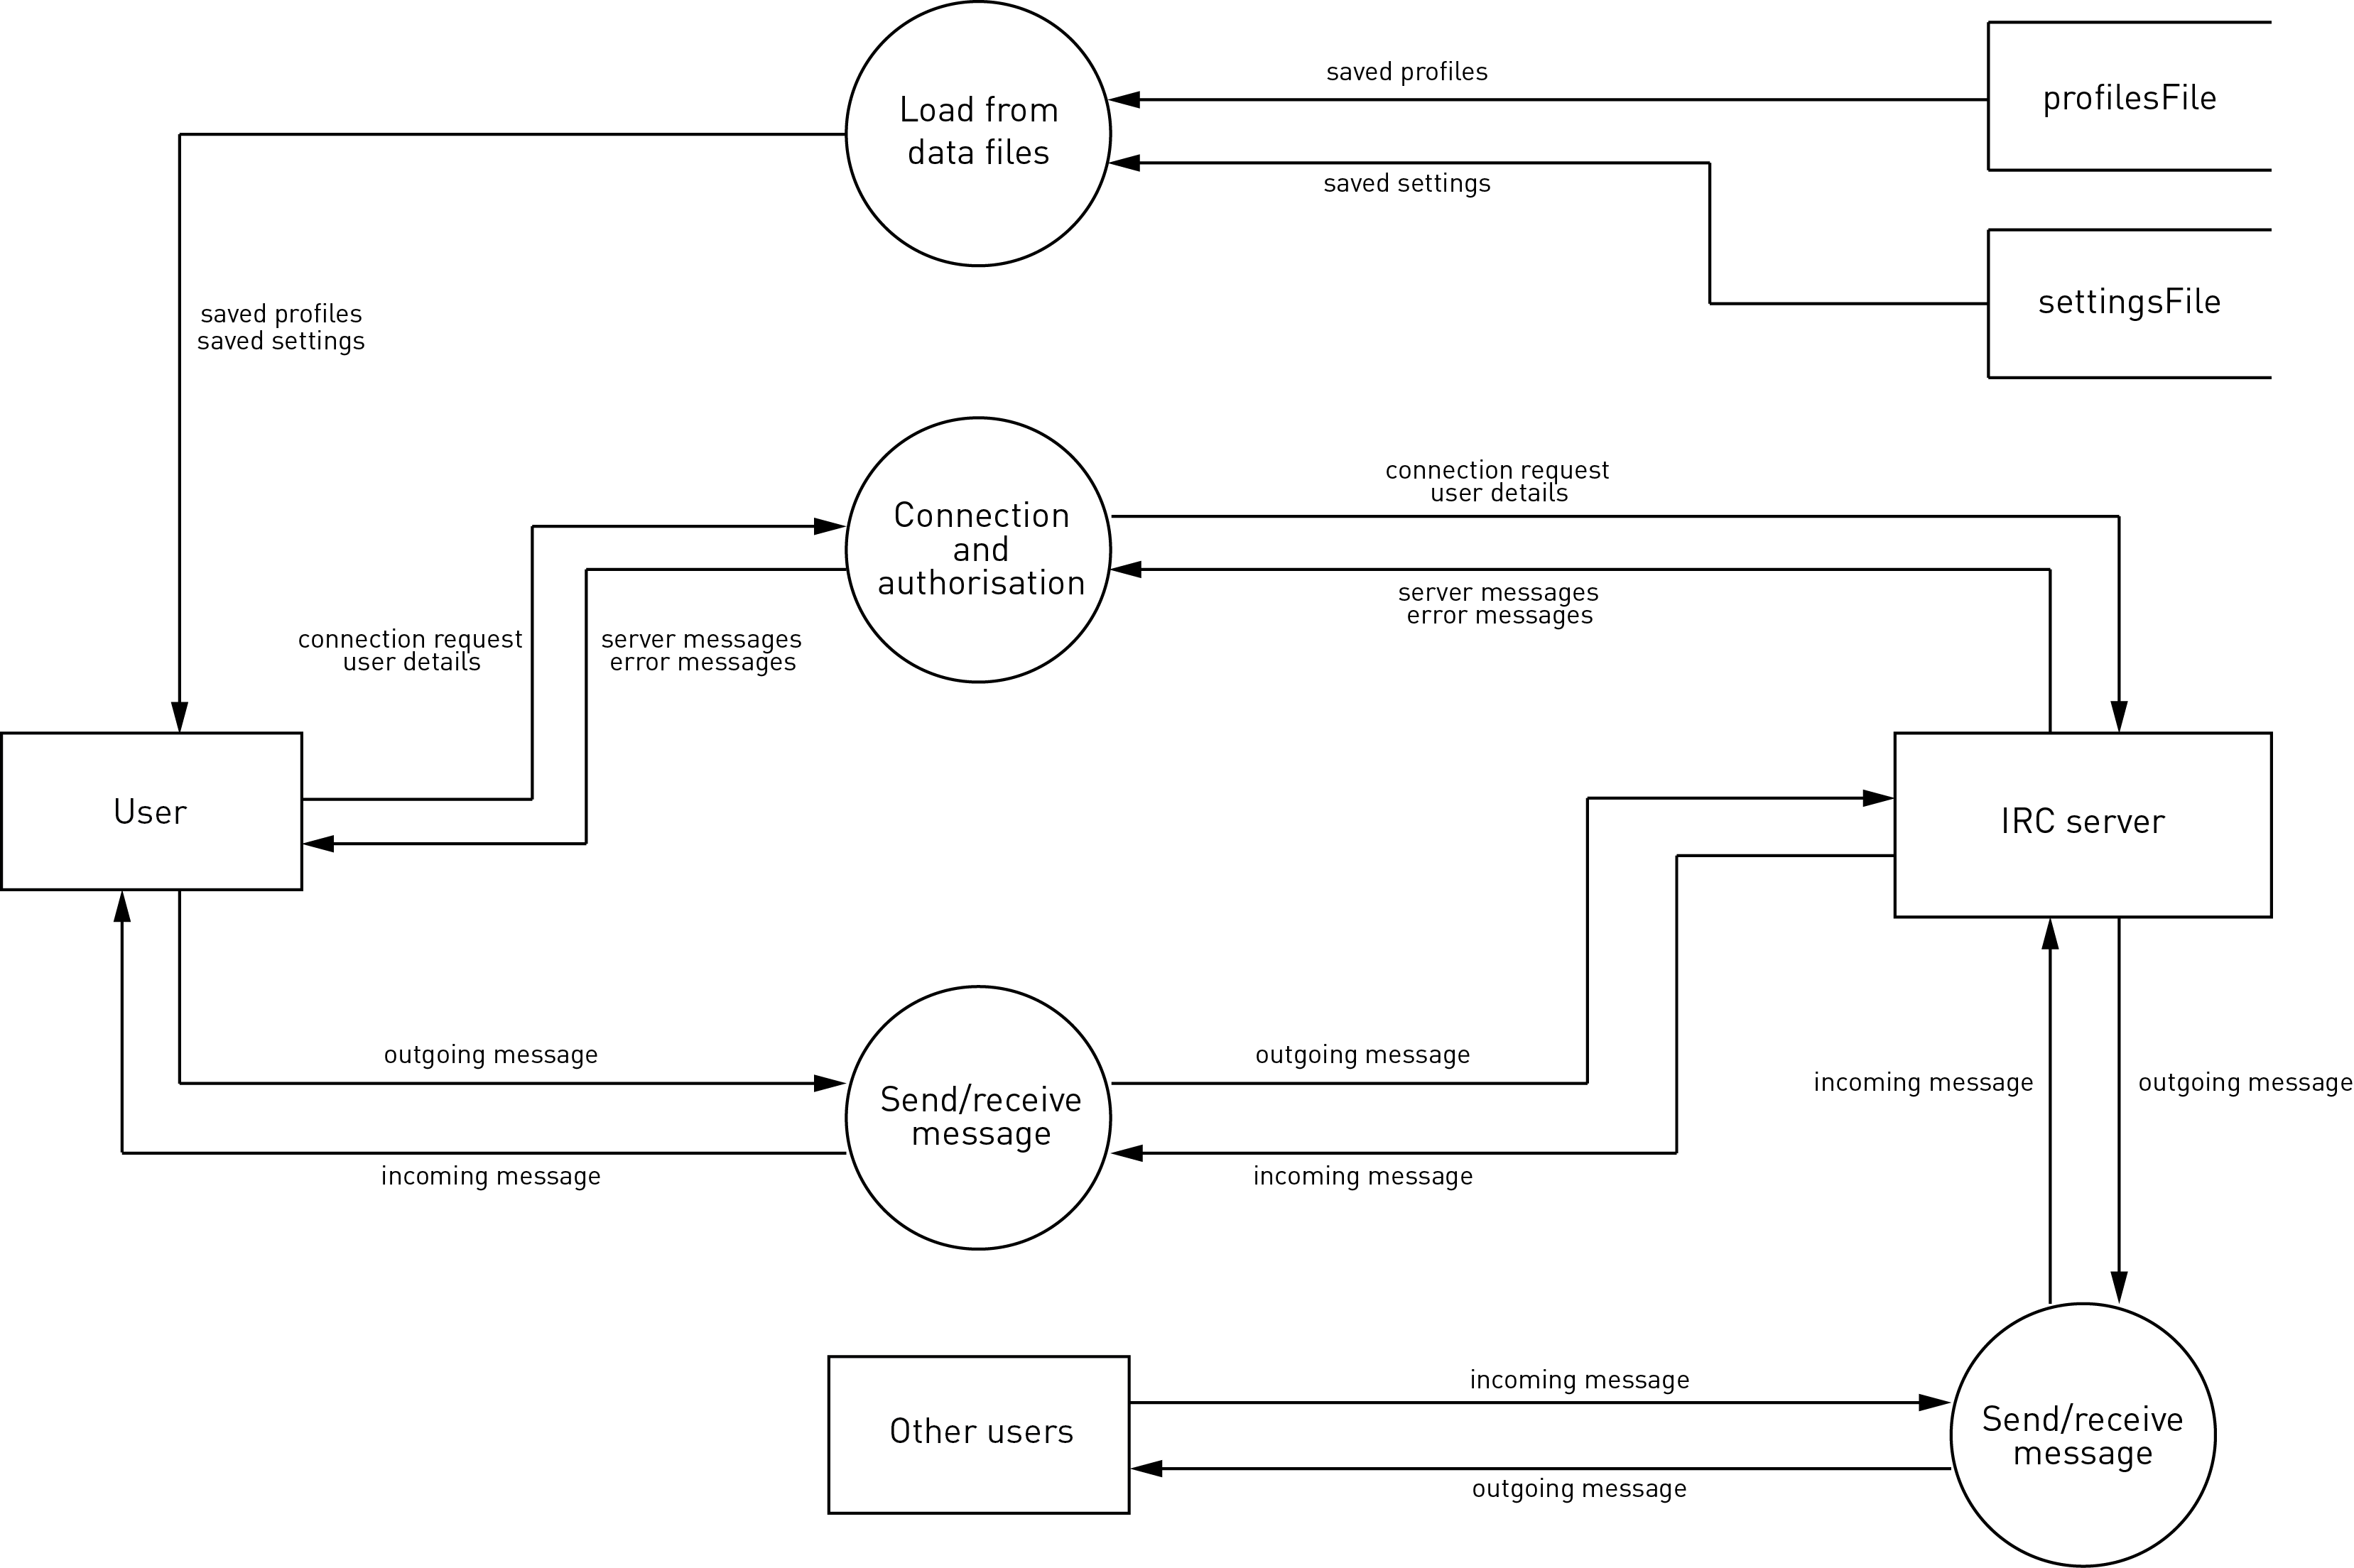 saved profiles
profilesFile
Load from
data files
saved settings
settingsFile
saved profiles
saved settings
connection request
user details
Connection
and
authorisation
server messages
error messages
connection request
user details
server messages
error messages
User
IRC server
outgoing message
outgoing message
incoming message
outgoing message
Send/receive
message
incoming message
incoming message
incoming message
Other users
Send/receive
message
outgoing message